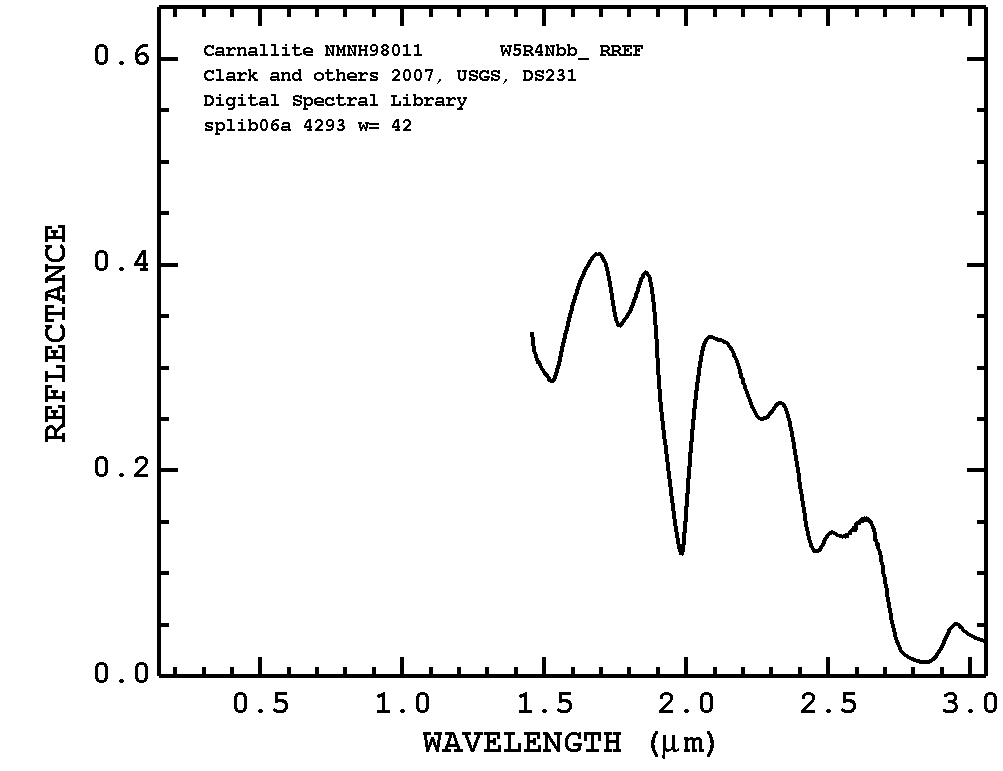 Carnallite NMNH98011 W5R4Nbb_ RREF
Clark and others 2007, USGS, DS231
Digital Spectral Library
splib06a 4293 w= 42
REFLECTANCE
0.6
0.4
0.2
0.0
0.5 1.0 1.5 2.0 2.5 3.0
WAVELENGTH (μm)